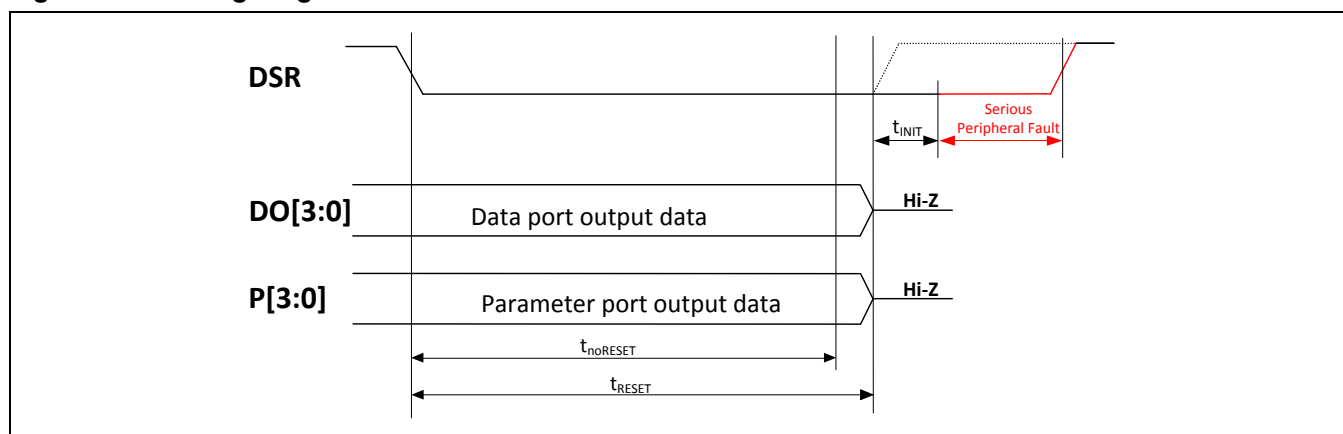 DSR
Serious
Peripheral Fault
tINIT
DO[3:0]
Data port output data
Hi-Z
P[3:0]
Parameter port output data
Hi-Z
tnoRESET
tRESET